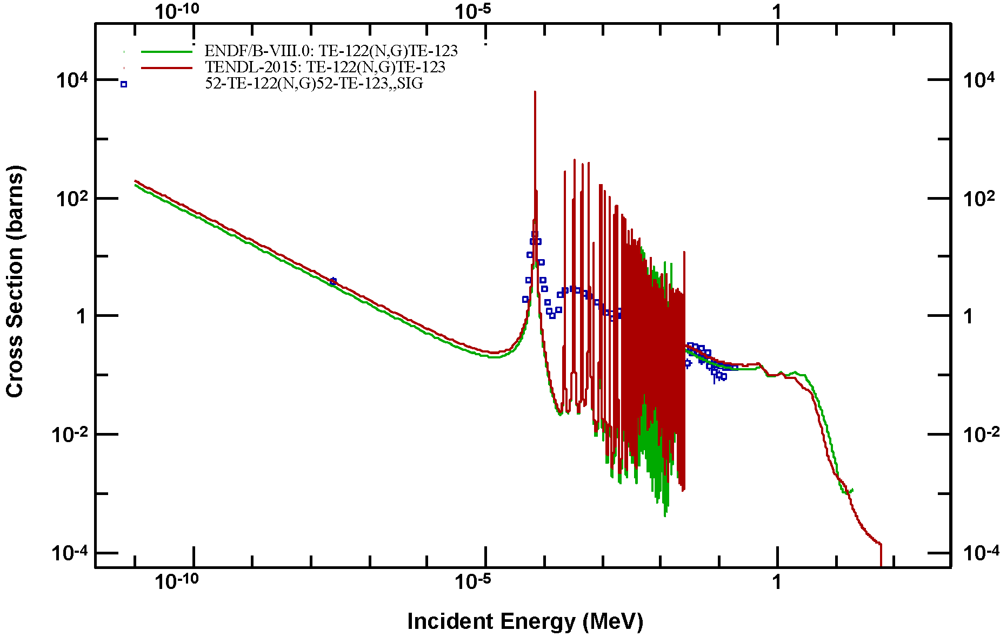 10-10 10-5 1
ENDF/B-VIII.0: TE-122(N,G)TE-123
TENDL-2015: TE-122(N,G)TE-123
52-TE-122(N,G)52-TE-123,,SIG
104 104
102 102
1 1
10-2 10-2
10-4 10-4
Cross Section (barns)
10-10 10-5 1
Incident Energy (MeV)